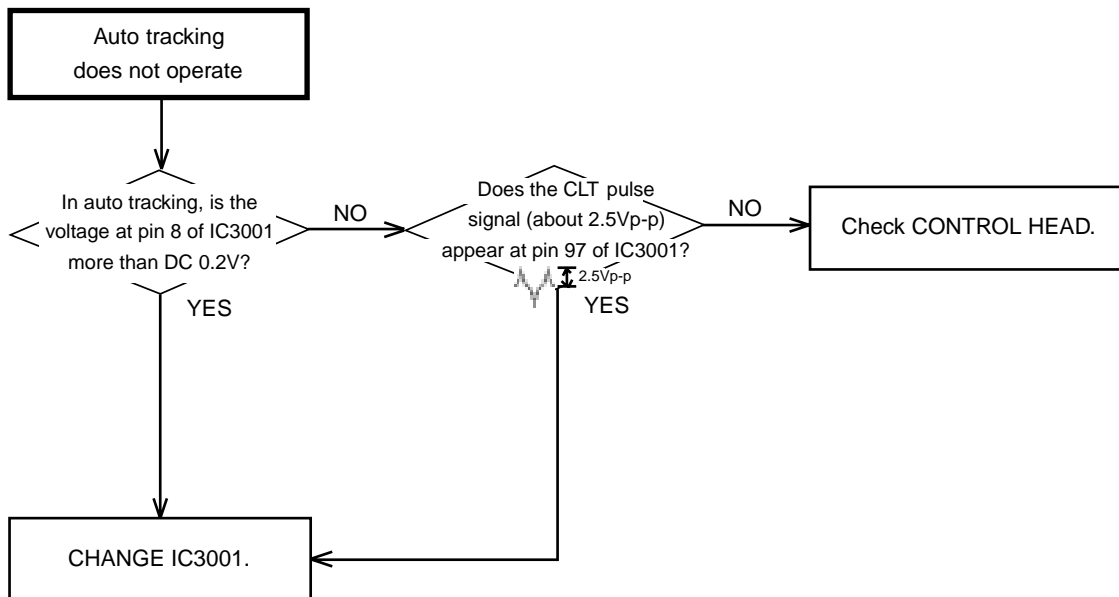 Auto tracking
does not operate
In auto tracking, is the
voltage at pin 8 of IC3001
more than DC 0.2V?
NO
YES
Does the CLT pulse
signal (about 2.5Vp-p)
appear at pin 97 of IC3001?
2.5Vp-p
NO
YES
Check CONTROL HEAD.
CHANGE IC3001.